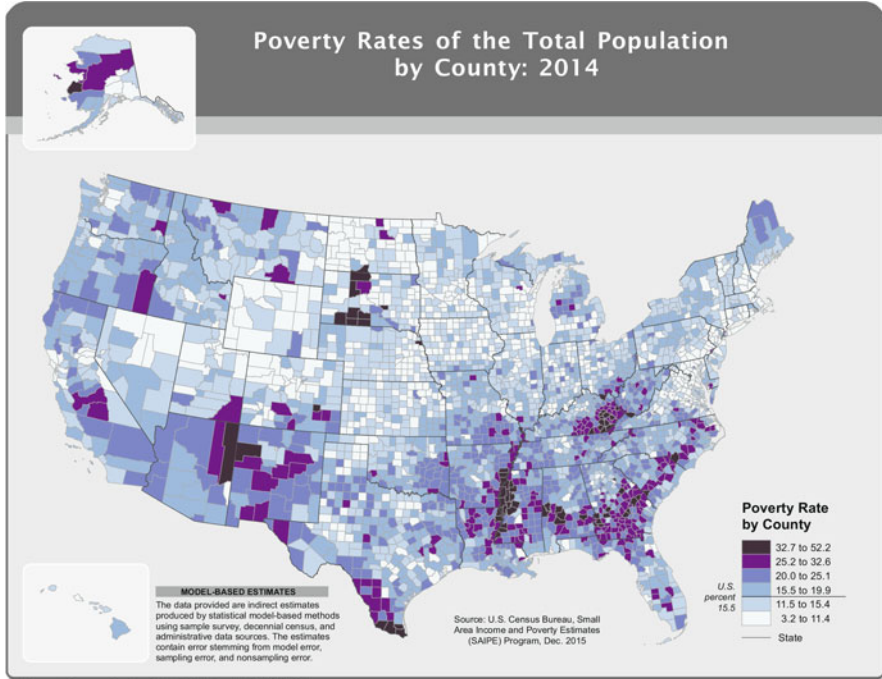 Poverty Rates of the Total Population
by County: 2014
Poverty Rate
by County
32.7 to 52.2
25.2 to 32.6
20.0 to 25.1
15.5 to 19.9
11.5 to 15.4
3.2 to 11.4
U.S.
percent
15.5
State
MODEL-BASED ESTIMATES
The data provided are indirect estimates
produced by statistical model-based methods
using sample survey, decennial census, and
administrative data sources. The estimates
contain error stemming from model error,
sampling error, and nonsampling error.
Source: U.S. Census Bureau, Small
Area Income and Poverty Estimates
(SAIPE) Program, Dec. 2015